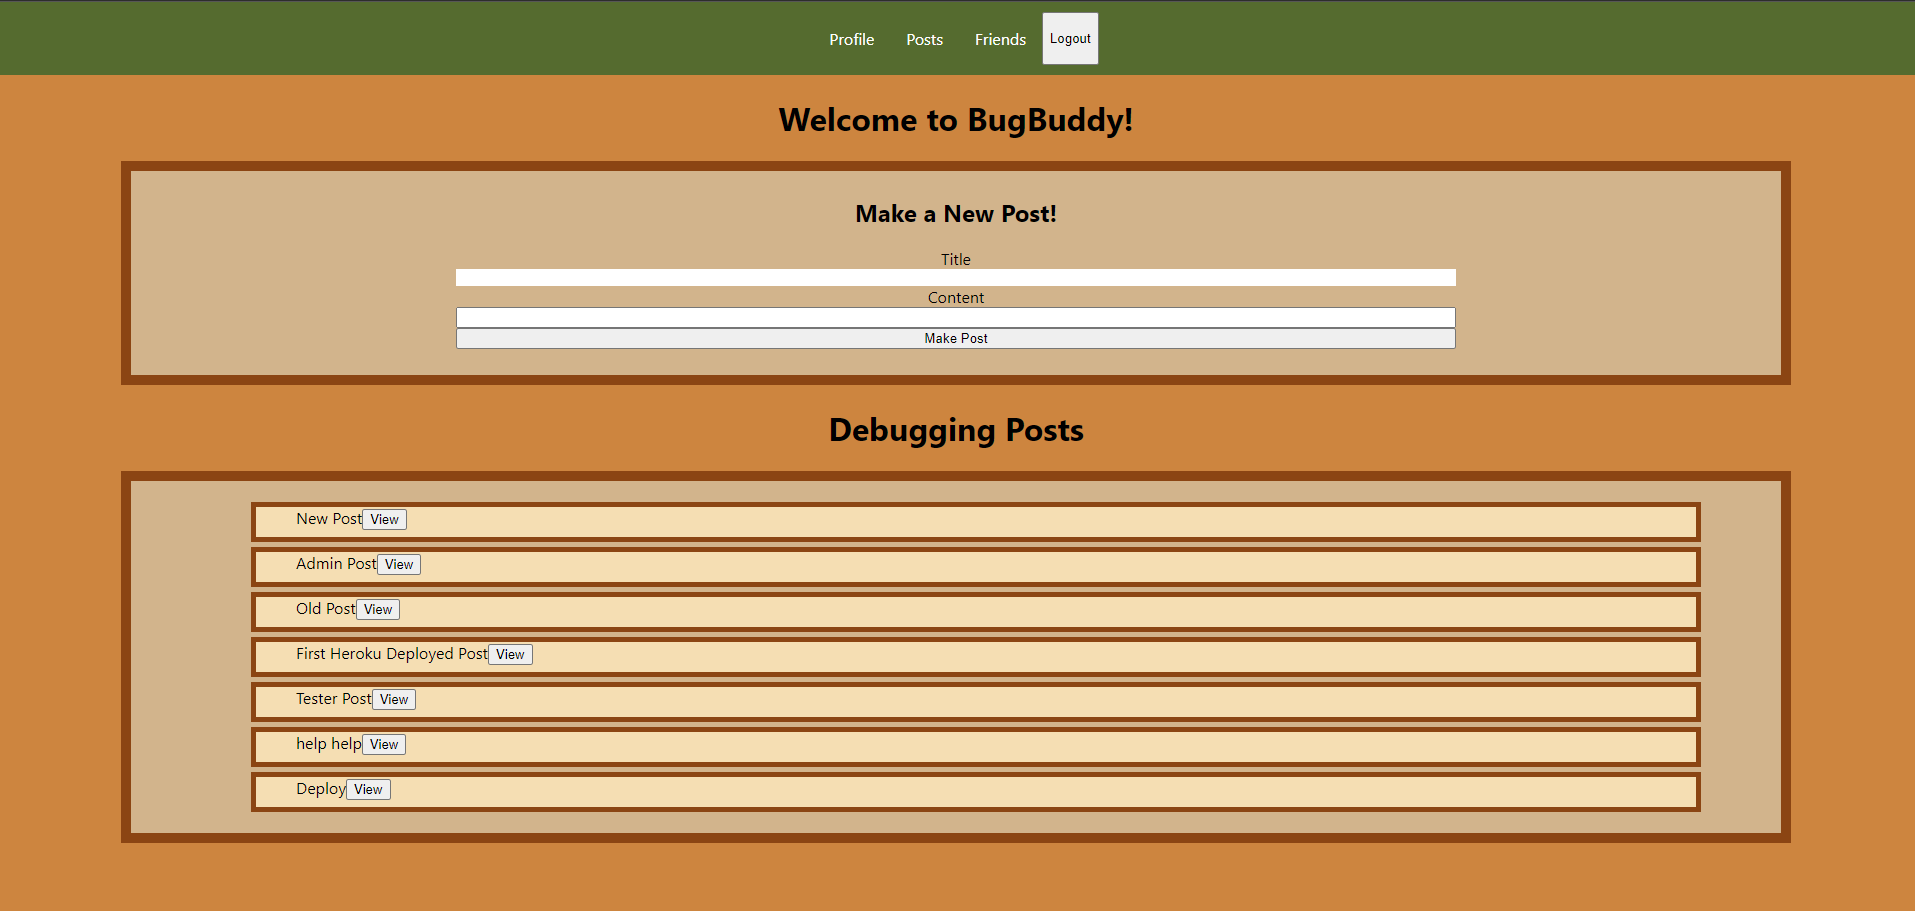 Profile Posts Friends Logout
Welcome to BugBuddy!
Make a New Post!
Title
Content
Make Post
Debugging Posts
New Post View
Admin Post View
Old Post View
First Heroku Deployed Post View
Tester Post View
help help View
Deploy View